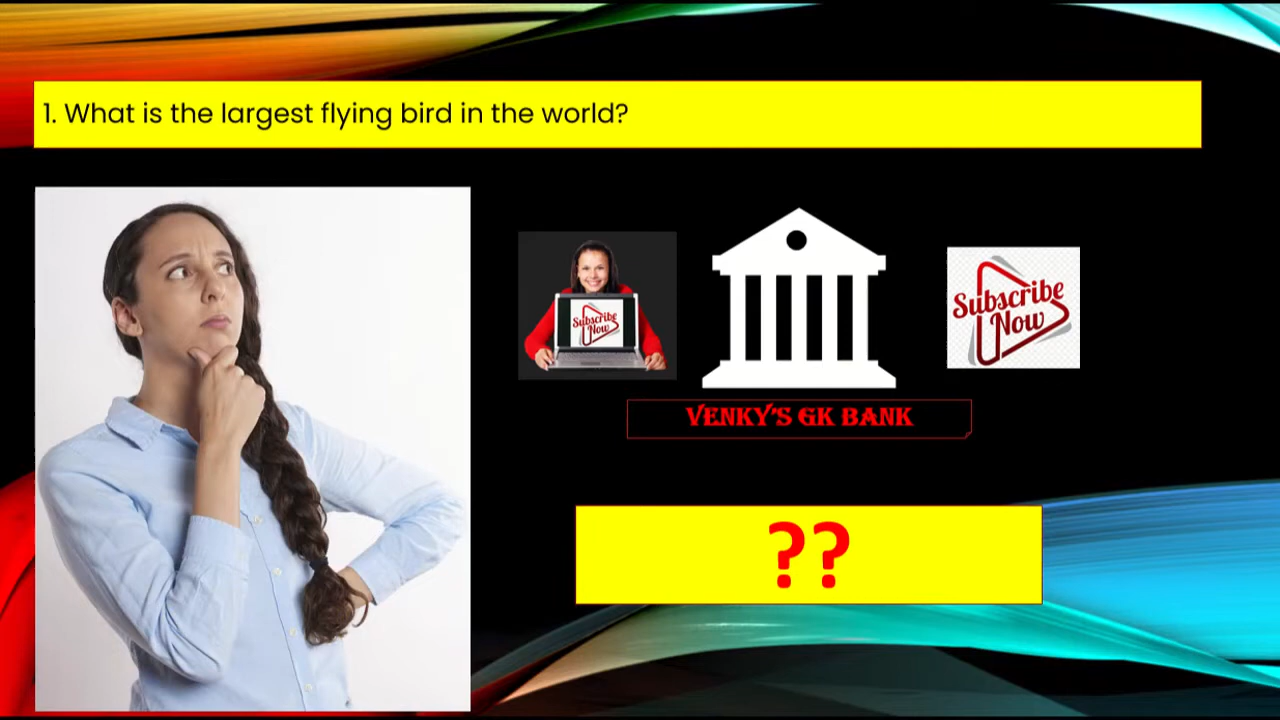 1. What is the largest flying bird in the world?
Subscribe
Now
Subscribe
Now
VENKY'S GK BANK
??